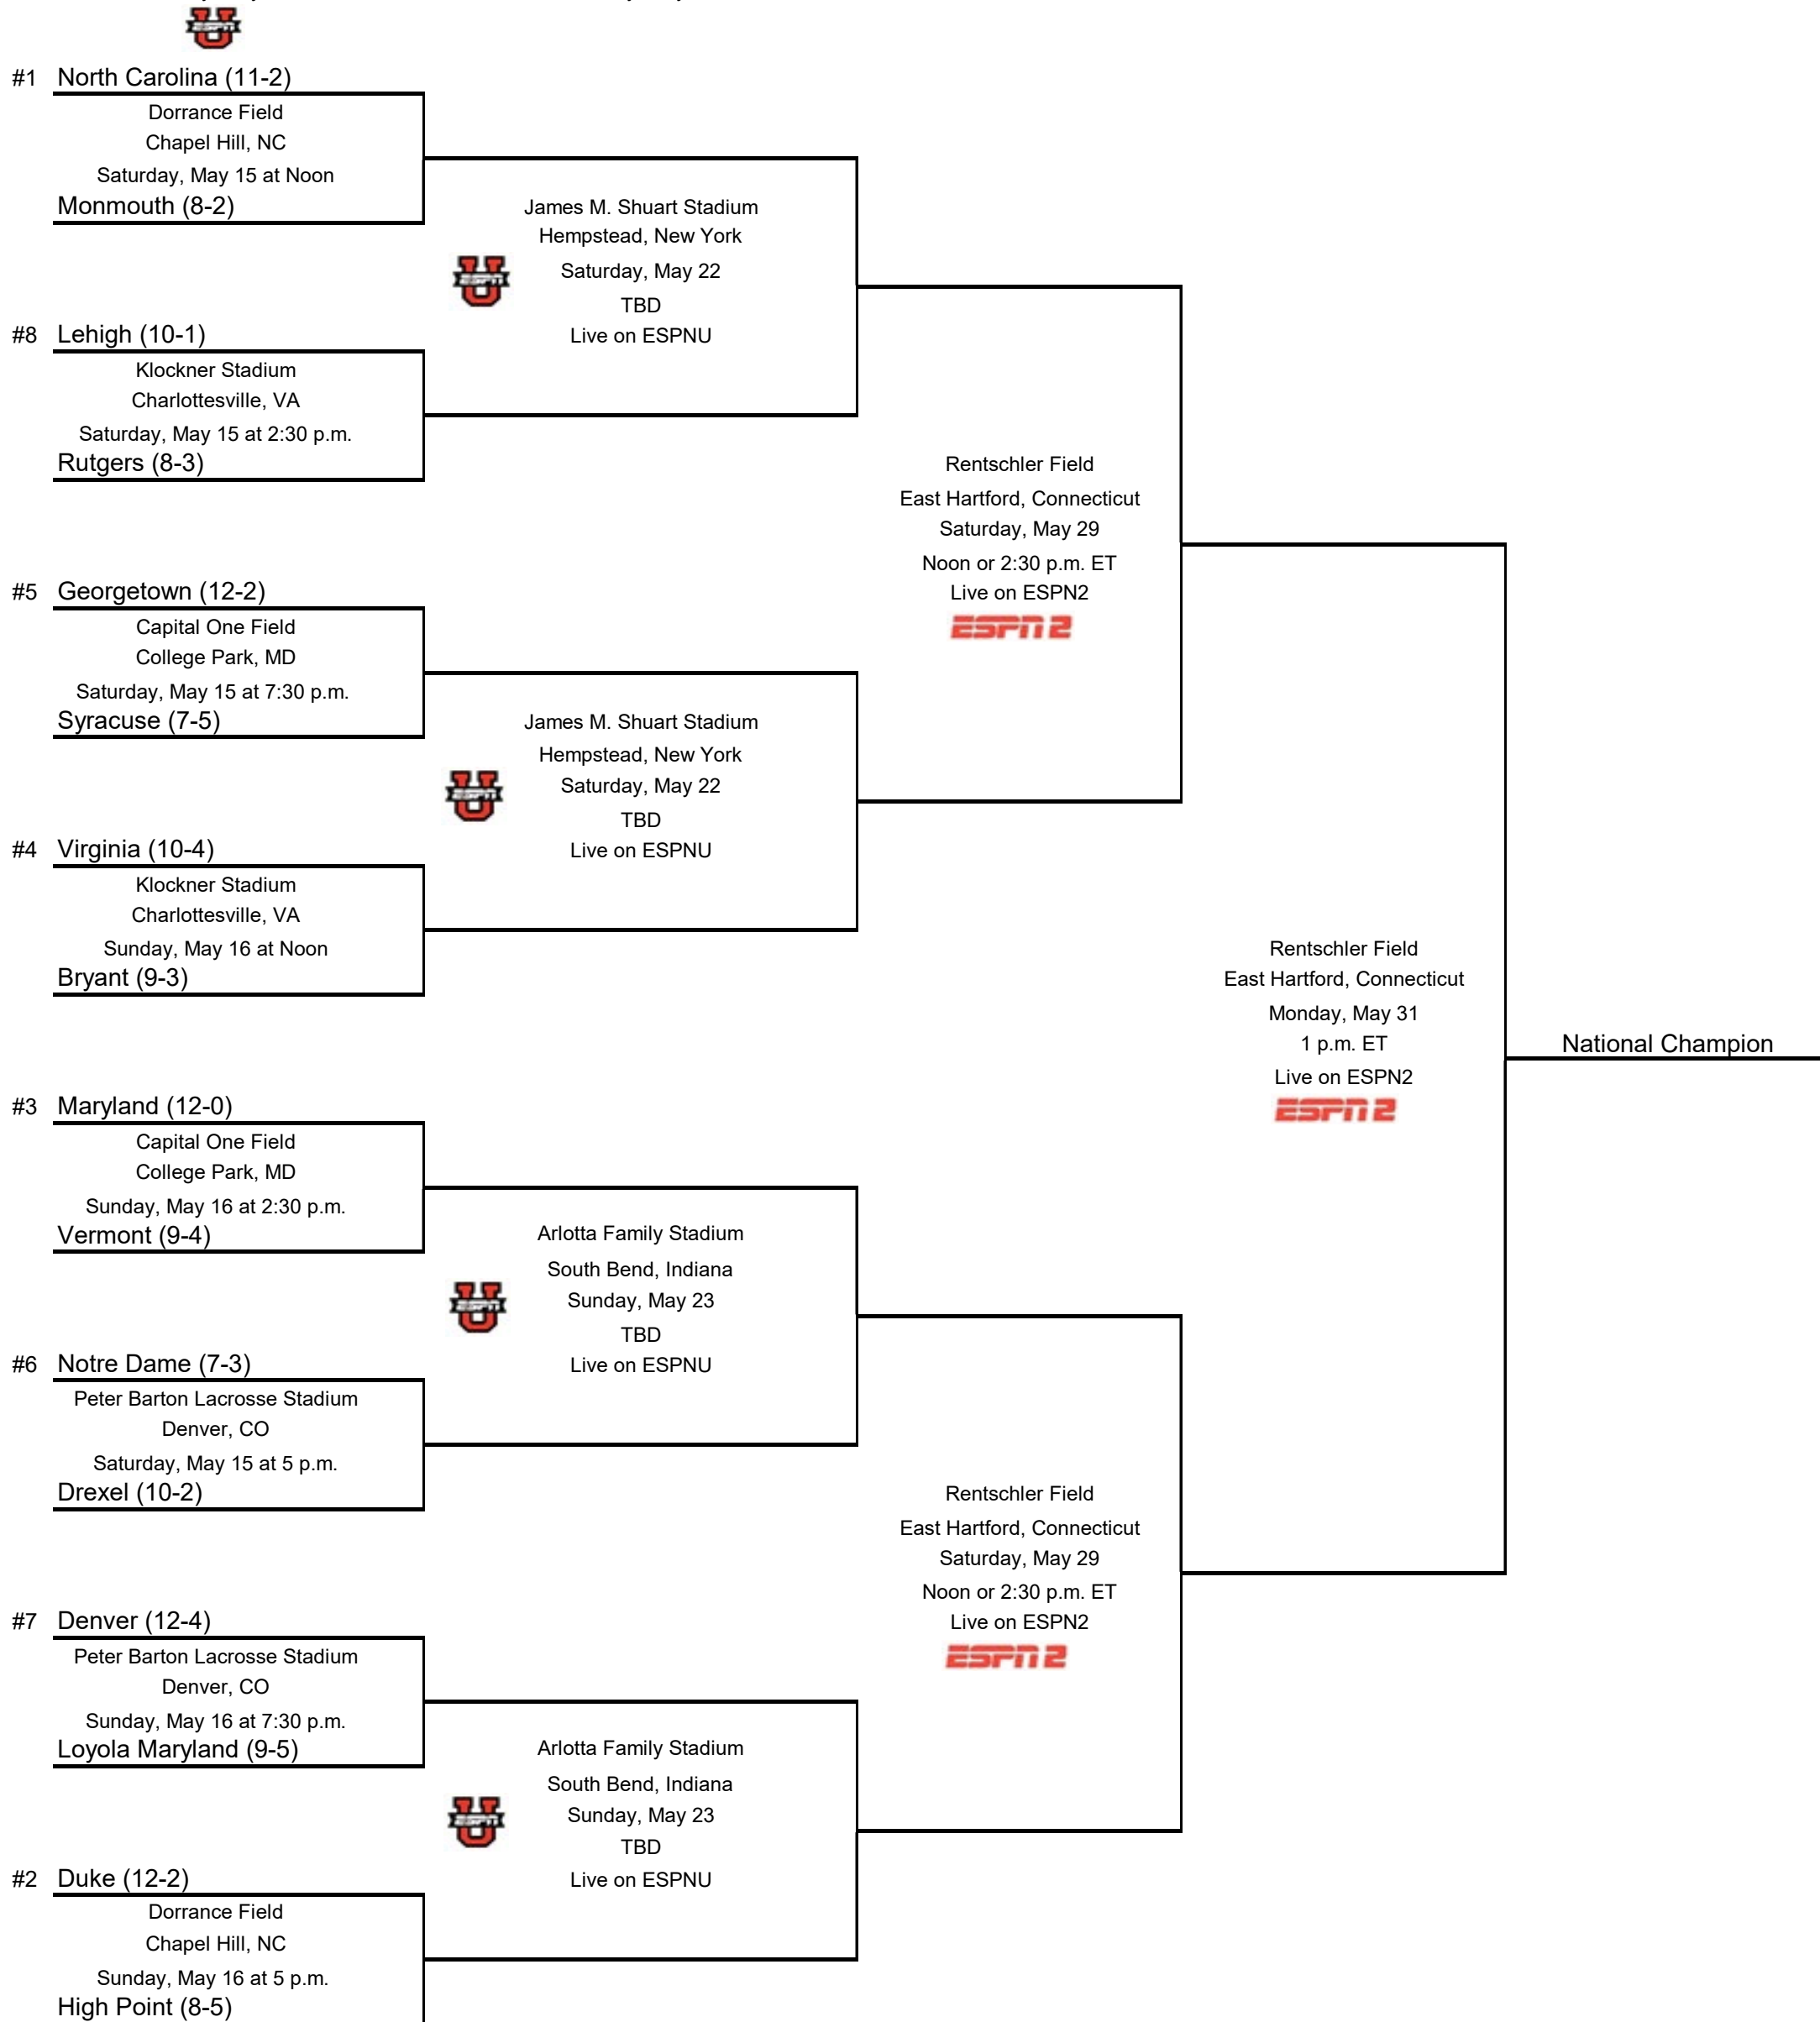 #1 North Carolina (11-2)
Dorrance Field
Chapel Hill, NC
Saturday, May 15 at Noon
Monmouth (8-2)
James M. Shuart Stadium
Hempstead, New York
Saturday, May 22
TBD
Live on ESPNU
#8 Lehigh (10-1)
Klockner Stadium
Charlottesville, VA
Saturday, May 15 at 2:30 p.m.
Rutgers (8-3)
Rentschler Field
East Hartford, Connecticut
Saturday, May 29
Noon or 2:30 p.m. ET
Live on ESPN2
ESPN 2
#5 Georgetown (12-2)
Capital One Field
College Park, MD
Saturday, May 15 at 7:30 p.m.
Syracuse (7-5)
James M. Shuart Stadium
Hempstead, New York
Saturday, May 22
TBD
Live on ESPNU
#4 Virginia (10-4)
Klockner Stadium
Charlottesville, VA
Sunday, May 16 at Noon
Bryant (9-3)
Rentschler Field
East Hartford, Connecticut
Monday, May 31
1 p.m. ET
Live on ESPN2
ESPN 2
National Champion
#3 Maryland (12-0)
Capital One Field
College Park, MD
Sunday, May 16 at 2:30 p.m.
Vermont (9-4)
Arlotta Family Stadium
South Bend, Indiana
Sunday, May 23
TBD
Live on ESPNU
#6 Notre Dame (7-3)
Peter Barton Lacrosse Stadium
Denver, CO
Saturday, May 15 at 5 p.m.
Drexel (10-2)
Rentschler Field
East Hartford, Connecticut
Saturday, May 29
Noon or 2:30 p.m. ET
Live on ESPN2
ESPN 2
#7 Denver (12-4)
Peter Barton Lacrosse Stadium
Denver, CO
Sunday, May 16 at 7:30 p.m.
Loyola Maryland (9-5)
Arlotta Family Stadium
South Bend, Indiana
Sunday, May 23
TBD
Live on ESPNU
#2 Duke (12-2)
Dorrance Field
Chapel Hill, NC
Sunday, May 16 at 5 p.m.
High Point (8-5)